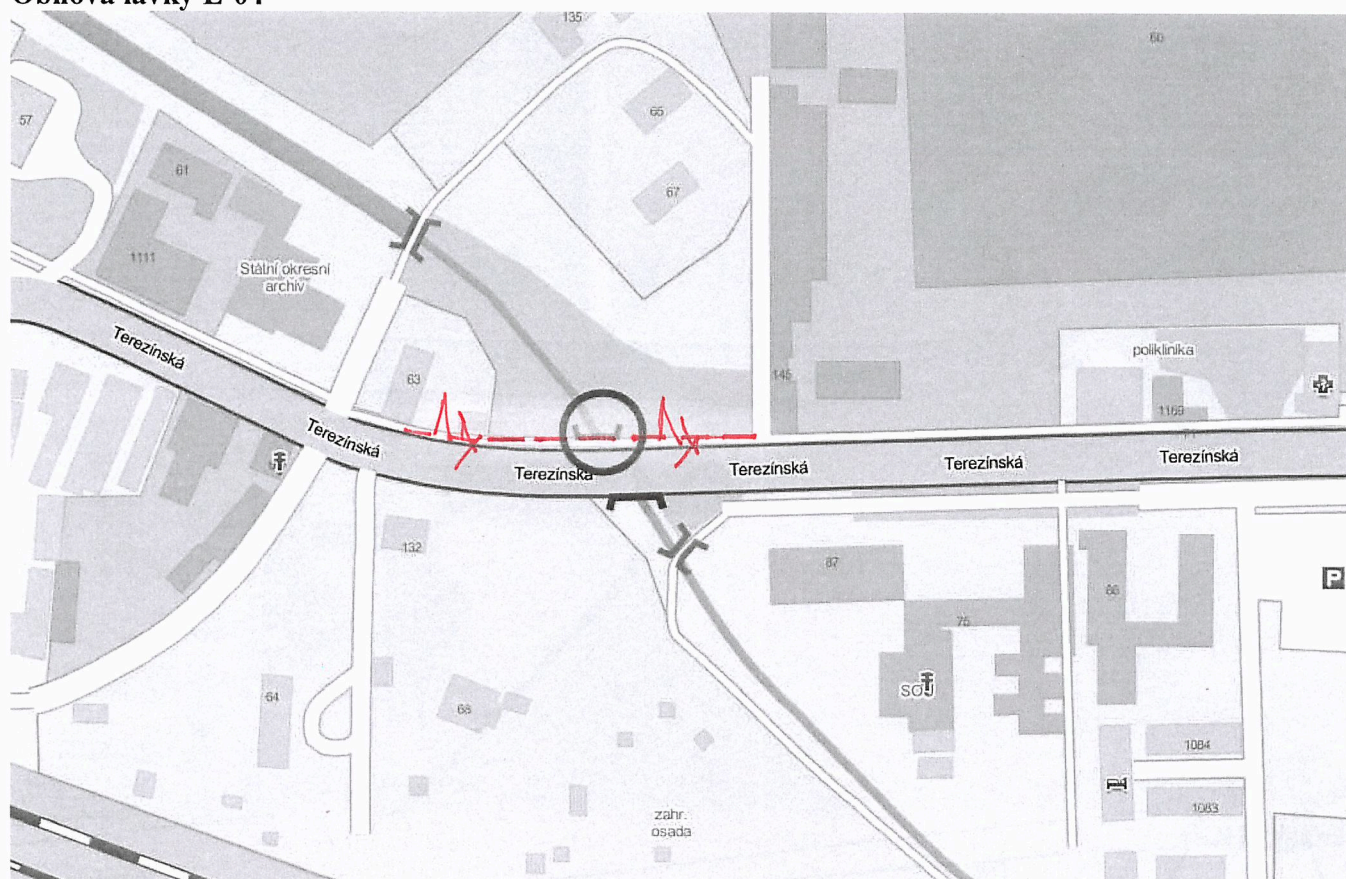 Obnova lávky L-04
135
60
57
65
61
67
1111
Státní okresní
archiv
Terezínská
poliklinika
63
145
1169
Terezínská
Terezínská
Terezínská
Terezínská
Terezínská
132
87
86
75
64
68
SOU
1084
1083
zahr.
osada
P